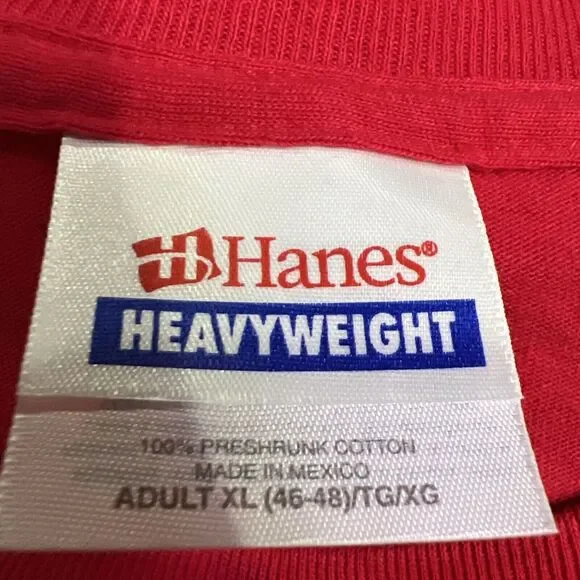 Hanes®
HEAVYWEIGHT
100% PRESHRUNK COTTON
MADE IN MEXICO
ADULT XL (46-48)/TG/XG